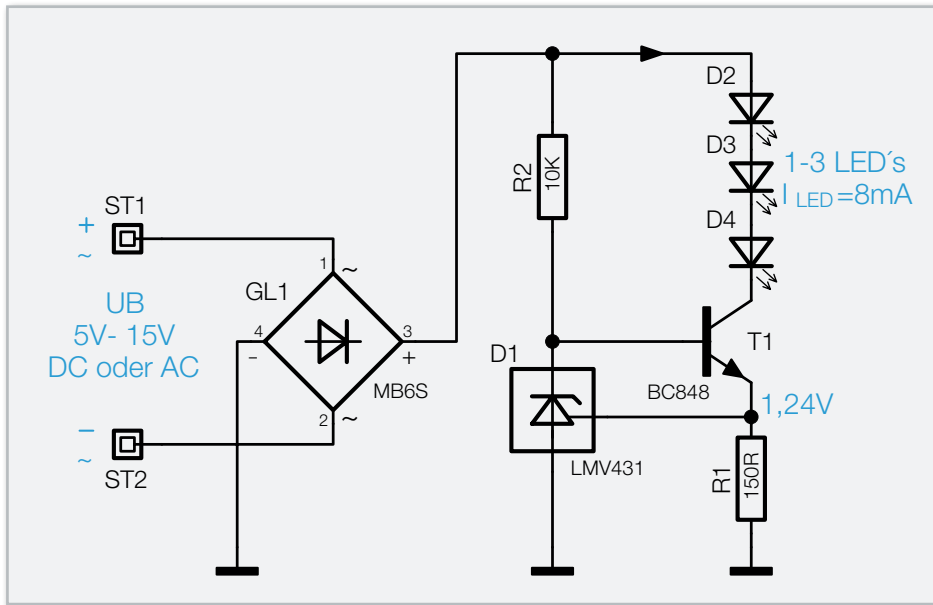 ST1
+
~
UB
5V- 15V
DC oder AC
−
~
ST2
GL1
1
~
4
−
3
+
2
~
MB6S
R2
10K
D1
LMV431
D2
D3
D4
1-3 LED´s
I LED =8mA
T1
BC848
1,24V
R1
150R